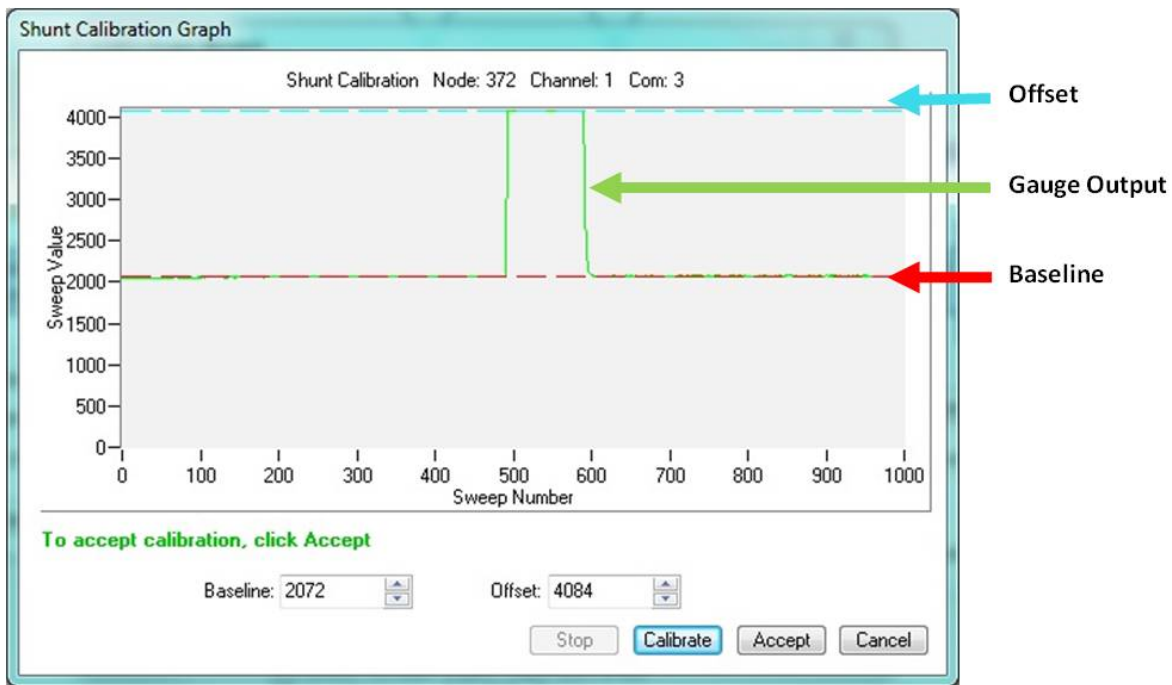 Shunt Calibration Graph
Shunt Calibration Node: 372 Channel: 1 Com: 3
Offset
Gauge Output
Baseline
Sweep Value
4000
3500
3000
2500
2000
1500
1000
500
0
0 100 200 300 400 500 600 700 800 900 1000
Sweep Number
To accept calibration, click Accept
Baseline: 2072 Offset: 4084
Stop Calibrate Accept Cancel